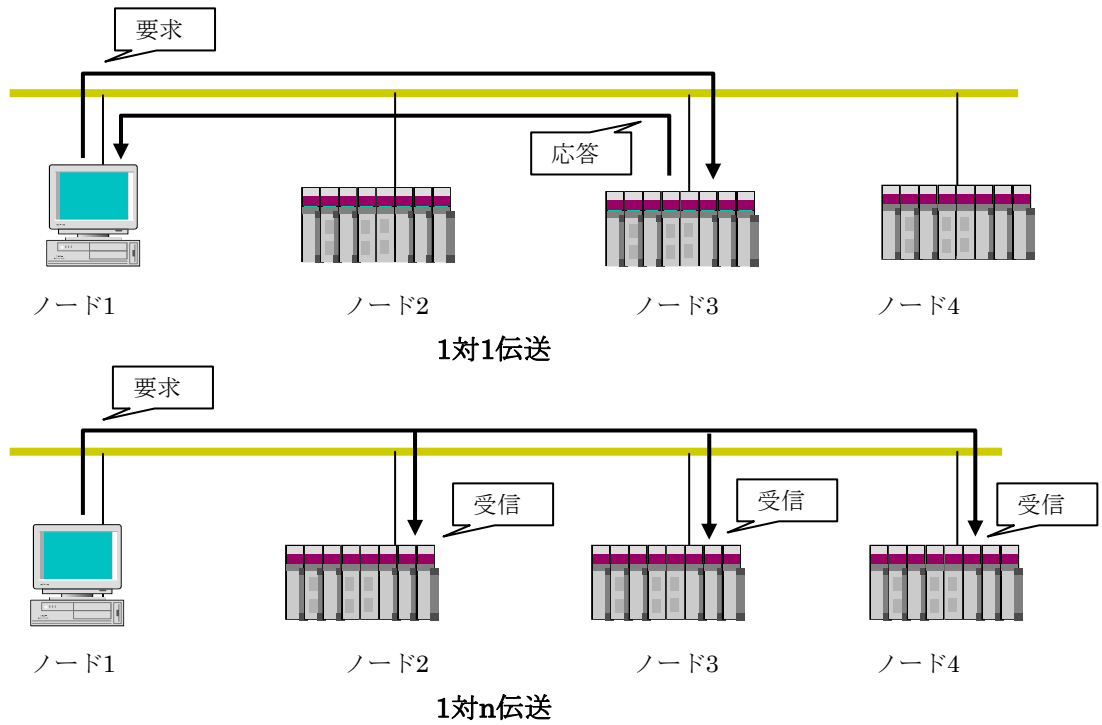 要求
応答
ノード1 ノード2 ノード3 ノード4
1対1伝送
要求
受信 受信 受信
ノード1 ノード2 ノード3 ノード4
1対n伝送